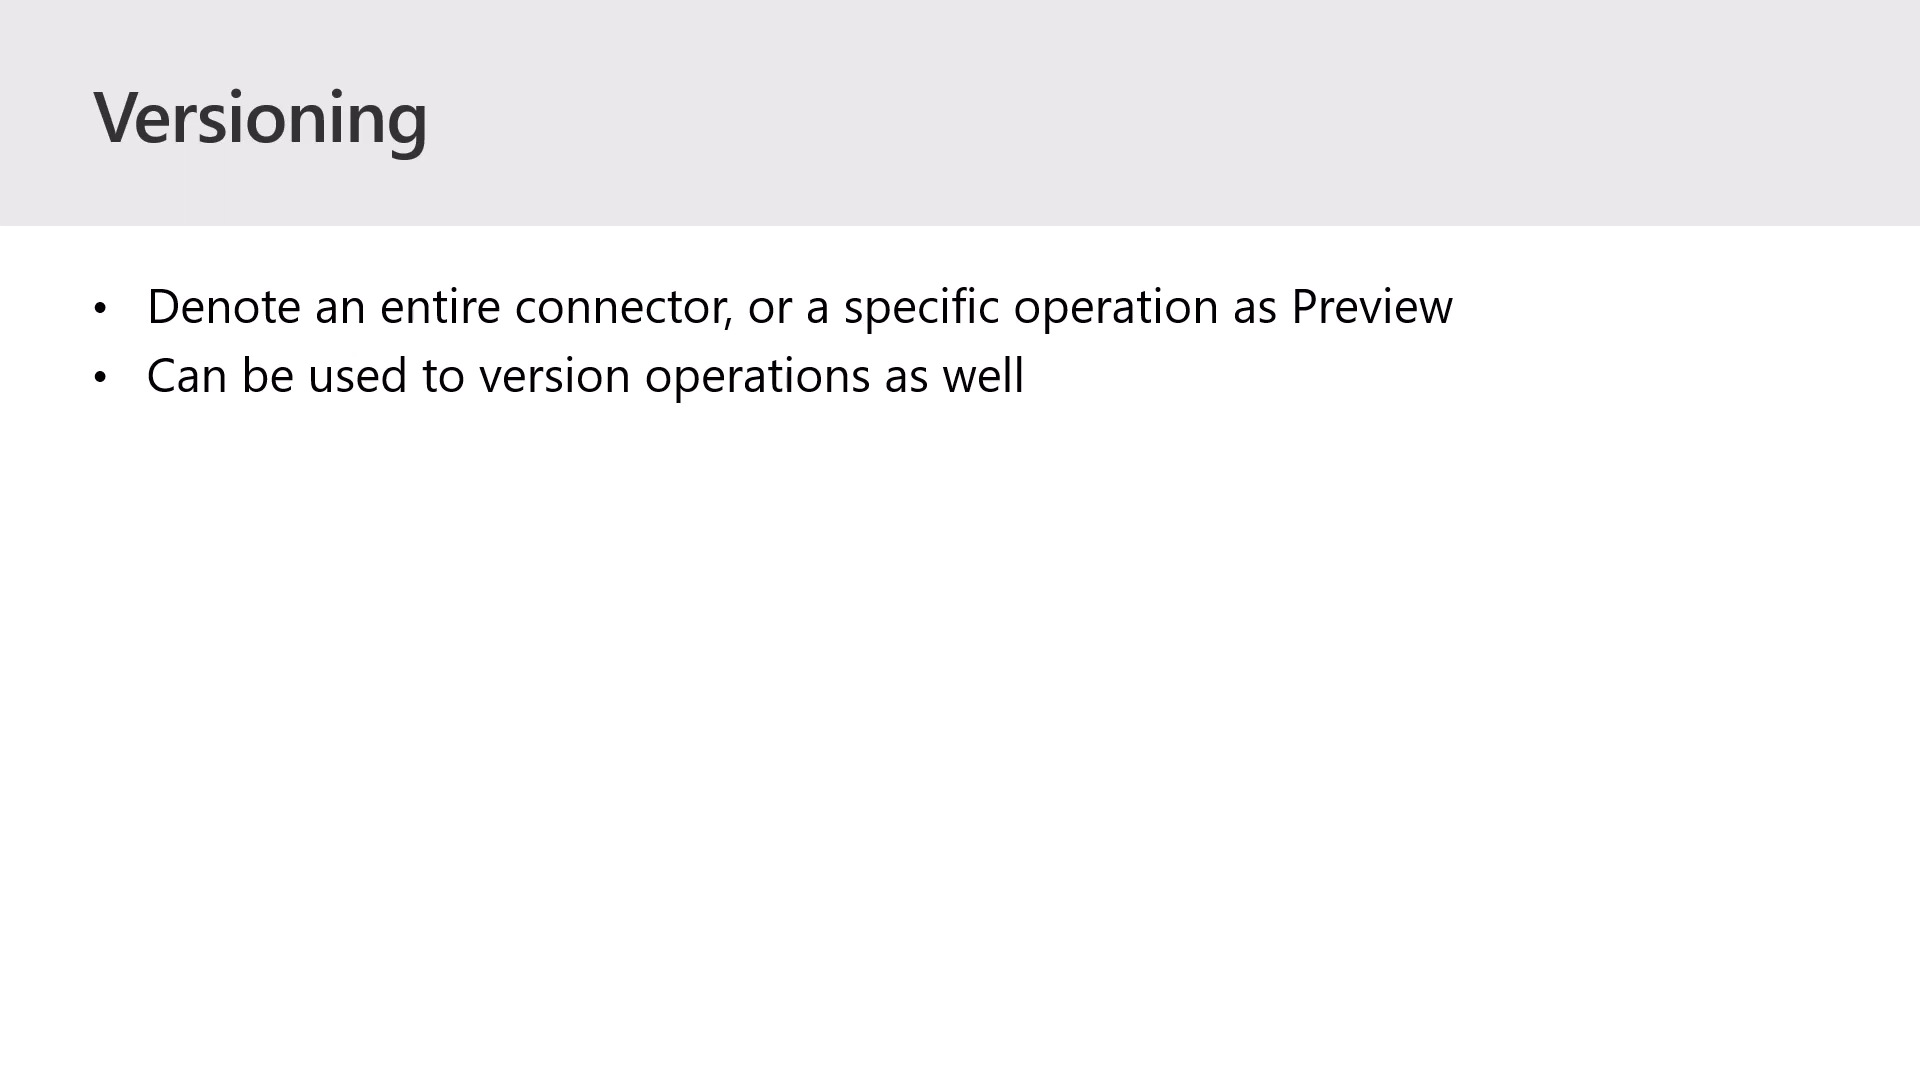 Versioning
• Denote an entire connector, or a specific operation as Preview
• Can be used to version operations as well